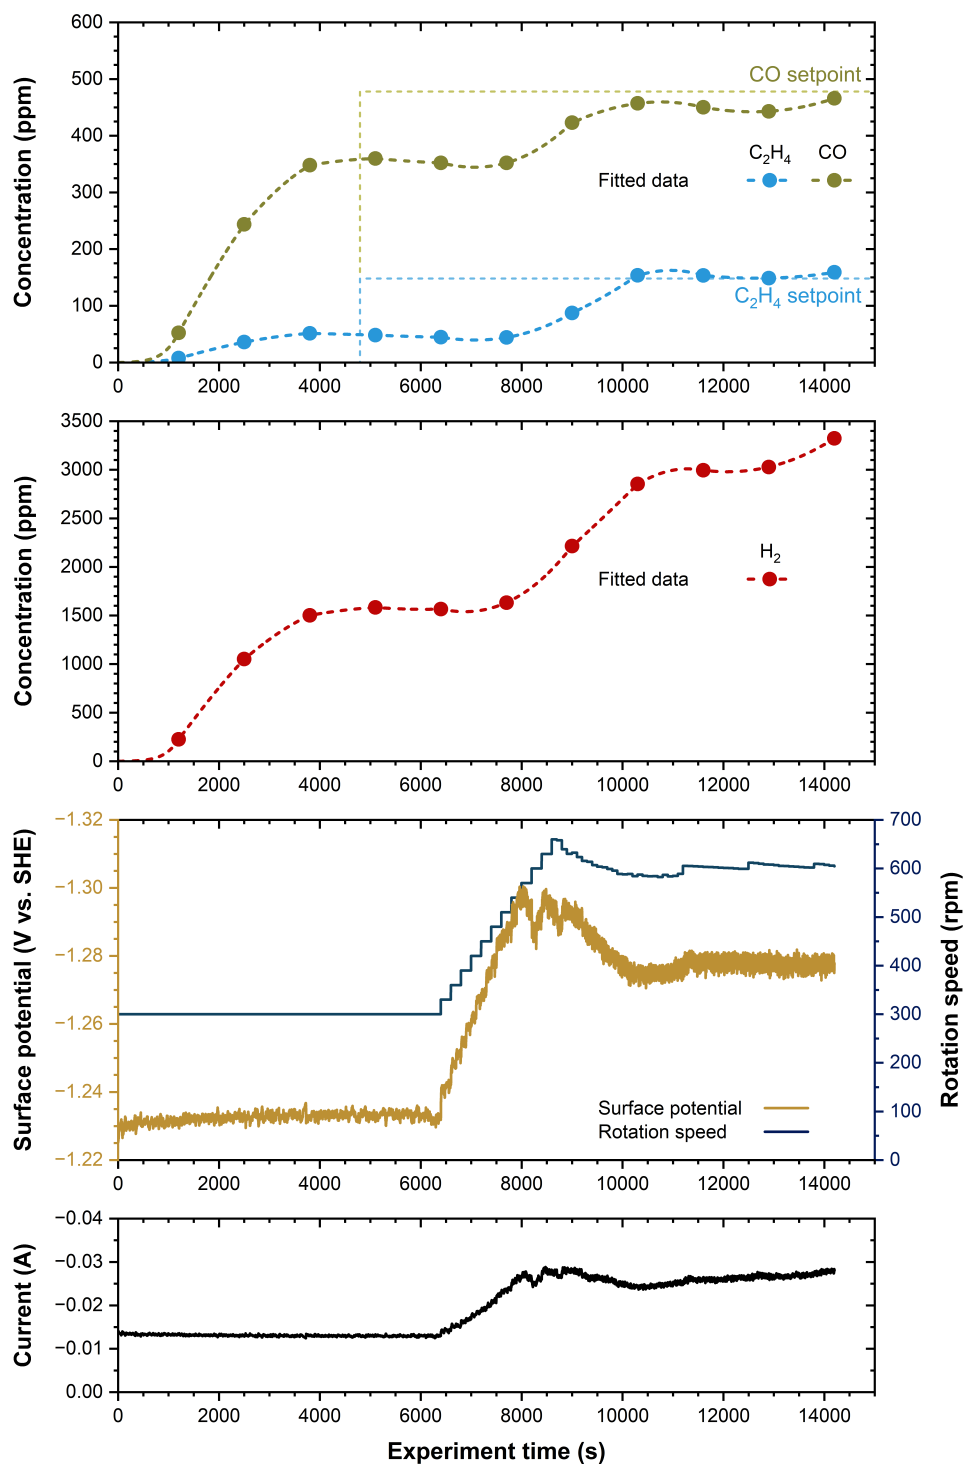 600
500
400
300
200
100
0
Concentration (ppm)
CO setpoint
C₂H₄ CO
Fitted data
C₂H₄ setpoint
0 2000 4000 6000 8000 10000 12000 14000
3500
3000
2500
2000
1500
1000
500
0
Concentration (ppm)
H₂
Fitted data
0 2000 4000 6000 8000 10000 12000 14000
−1.32
−1.30
−1.28
−1.26
−1.24
−1.22
Surface potential (V vs. SHE)
700
600
500
400
300
200
100
0
Rotation speed (rpm)
Surface potential
Rotation speed
0 2000 4000 6000 8000 10000 12000 14000
−0.04
−0.03
−0.02
−0.01
0.00
Current (A)
0 2000 4000 6000 8000 10000 12000 14000
Experiment time (s)